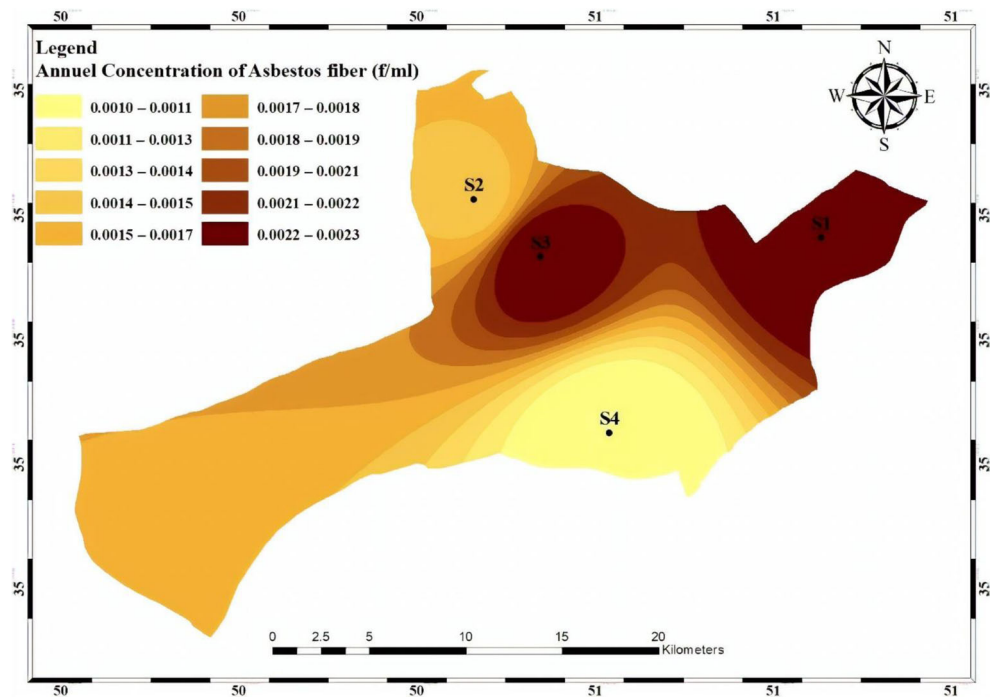 50 50 50 51 51 51
Legend
Annuel Concentration of Asbestos fiber (f/ml)
0.0010 – 0.0011 0.0017 – 0.0018
0.0011 – 0.0013 0.0018 – 0.0019
0.0013 – 0.0014 0.0019 – 0.0021
0.0014 – 0.0015 0.0021 – 0.0022
0.0015 – 0.0017 0.0022 – 0.0023
N
W E
S
35 35
S2
35 35
S1
S3
35 35
S4
35 35
35 35
0 2.5 5 10 15 20
Kilometers
50 50 50 51 51 51